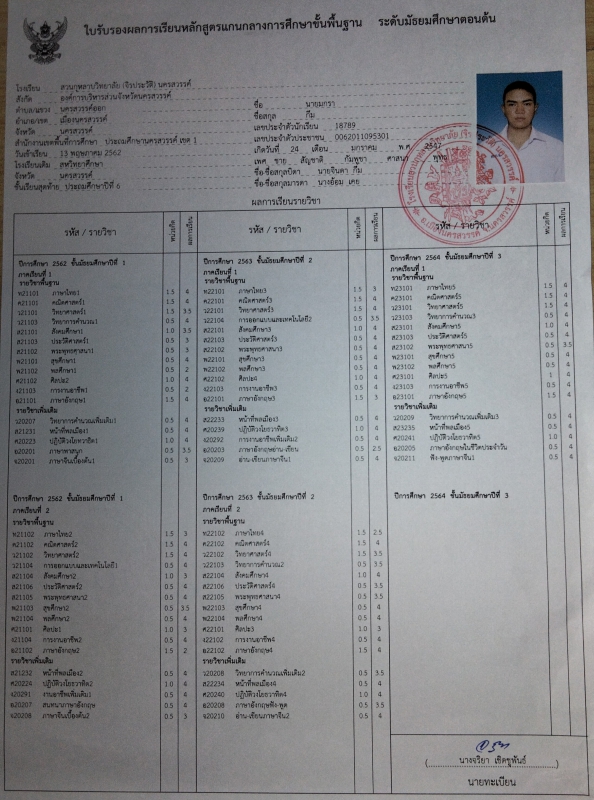 ใบรับรองผลการเรียนหลักสูตรแกนกลางการศึกษาขั้นพื้นฐาน ระดับมัธยมศึกษาตอนต้น
โรงเรียน สวนกุหลาบวิทยาลัย (จิรประวัติ) นครสวรรค์
สังกัด องค์การบริหารส่วนจังหวัดนครสวรรค์
ตำบล/แขวง นครสวรรค์ออก
อำเภอ/เขต เมืองนครสวรรค์
จังหวัด นครสวรรค์
สำนักงานเขตพื้นที่การศึกษา ประถมศึกษานครสวรรค์ เขต 1
วันเข้าเรียน 13 พฤษภาคม 2562
โรงเรียนเดิม สหวิทยศึกษา
จังหวัด นครสวรรค์
ชั้นเรียนสุดท้าย ประถมศึกษาปีที่ 6
ชื่อ นายมกรา
ชื่อสกุล กึม
เลขประจำตัวนักเรียน 18789
เลขประจำตัวประชาชน 0062011095301
เกิดวันที่ 24 เดือน มกราคม พ.ศ. 2547
เพศ ชาย สัญชาติ กัมพูชา ศาสนา พุทธ
ชื่อ-ชื่อสกุลบิดา นายจินดา กึม
ชื่อ-ชื่อสกุลมารดา นางอ้อม เคย
ผลการเรียนรายวิชา
รหัส / รายวิชา หน่วยกิต ผลการเรียน รหัส / รายวิชา หน่วยกิต ผลการเรียน รหัส / รายวิชา หน่วยกิต ผลการเรียน
ปีการศึกษา 2562 ชั้นมัธยมศึกษาปีที่ 1
ภาคเรียนที่ 1
รายวิชาพื้นฐาน
ท21101 ภาษาไทย1 1.5 4
ค21101 คณิตศาสตร์1 1.5 4
ว21101 วิทยาศาสตร์1 1.5 3.5
ว21103 วิทยาการคำนวณ1 0.5 4
ส21101 สังคมศึกษา1 1.0 3.5
ส21103 ประวัติศาสตร์1 0.5 3
ส21102 พระพุทธศาสนา1 0.5 3
พ21101 สุขศึกษา1 0.5 4
พ21102 พลศึกษา1 0.5 2
ศ21102 ศิลปะ2 1.0 4
ง21103 การงานอาชีพ1 0.5 2
อ21101 ภาษาอังกฤษ1 1.5 4
รายวิชาเพิ่มเติม
ว20207 วิทยาการคำนวณเพิ่มเติม1 0.5 4
ส21231 หน้าที่พลเมือง1 0.5 4
ศ20223 ปฏิบัติวงโยธวาธิต1 1.0 4
อ20201 ภาษาพาสนุก 0.5 3.5
จ20201 ภาษาจีนเบื้องต้น1 0.5 3
ปีการศึกษา 2563 ชั้นมัธยมศึกษาปีที่ 2
ภาคเรียนที่ 1
รายวิชาพื้นฐาน
ท22101 ภาษาไทย3 1.5 3
ค22101 คณิตศาสตร์3 1.5 4
ว22101 วิทยาศาสตร์3 1.5 4
ว22104 การออกแบบและเทคโนโลยี2 0.5 3.5
ส22101 สังคมศึกษา3 1.0 4
ส22103 ประวัติศาสตร์3 0.5 4
ส22102 พระพุทธศาสนา3 0.5 4
พ22101 สุขศึกษา3 0.5 4
พ22102 พลศึกษา3 0.5 4
ศ22102 ศิลปะ4 1.0 4
ง22103 การงานอาชีพ3 0.5 4
อ22101 ภาษาอังกฤษ3 1.5 3
รายวิชาเพิ่มเติม
ส22233 หน้าที่พลเมือง3 0.5 4
ศ20239 ปฏิบัติวงโยธวาทิต3 1.0 4
ง20292 การงานอาชีพเพิ่มเติม2 0.5 4
อ20203 ภาษาอังกฤษอ่าน-เขียน 0.5 2.5
จ20209 อ่าน-เขียนภาษาจีน1 0.5 4
ปีการศึกษา 2564 ชั้นมัธยมศึกษาปีที่ 3
ภาคเรียนที่ 1
รายวิชาพื้นฐาน
ท23101 ภาษาไทย5 1.5 4
ค23101 คณิตศาสตร์5 1.5 4
ว23101 วิทยาศาสตร์5 1.5 4
ว23103 วิทยาการคำนวณ3 0.5 4
ส23101 สังคมศึกษา5 1.0 4
ส23103 ประวัติศาสตร์5 0.5 4
ส23102 พระพุทธศาสนา5 0.5 3.5
พ23101 สุขศึกษา5 0.5 4
พ23102 พลศึกษา5 0.5 4
ศ23101 ศิลปะ5 1 4
ง23103 การงานอาชีพ5 0.5 4
อ23101 ภาษาอังกฤษ5 1.5 4
รายวิชาเพิ่มเติม
ว20209 วิทยาการคำนวณเพิ่มเติม3 0.5 4
ส23235 หน้าที่พลเมือง5 0.5 4
ศ20241 ปฏิบัติวงโยธวาทิต5 1.0 4
อ20205 ภาษาอังกฤษในชีวิตประจำวัน 0.5 4
จ20211 ฟัง-พูดภาษาจีน1 0.5 4
ปีการศึกษา 2562 ชั้นมัธยมศึกษาปีที่ 1
ภาคเรียนที่ 2
รายวิชาพื้นฐาน
ท21102 ภาษาไทย2 1.5 3
ค21102 คณิตศาสตร์2 1.5 4
ว21102 วิทยาศาสตร์2 1.5 4
ว21104 การออกแบบและเทคโนโลยี1 0.5 4
ส21104 สังคมศึกษา2 1.0 3
ส21106 ประวัติศาสตร์2 0.5 4
ส21105 พระพุทธศาสนา2 0.5 4
พ21103 สุขศึกษา2 0.5 3.5
พ21104 พลศึกษา2 0.5 4
ศ21101 ศิลปะ1 1.0 3
ง21104 การงานอาชีพ2 0.5 4
อ21102 ภาษาอังกฤษ2 1.5 2
รายวิชาเพิ่มเติม
ส21232 หน้าที่พลเมือง2 0.5 4
ศ20224 ปฏิบัติวงโยธวาทิต2 1.0 4
ง20291 งานอาชีพเพิ่มเติม1 0.5 4
อ20207 สนทนาภาษาอังกฤษ 0.5 4
จ20208 ภาษาจีนเบื้องต้น2 0.5 3
ปีการศึกษา 2563 ชั้นมัธยมศึกษาปีที่ 2
ภาคเรียนที่ 2
รายวิชาพื้นฐาน
ท22102 ภาษาไทย4 1.5 2.5
ค22102 คณิตศาสตร์4 1.5 4
ว22102 วิทยาศาสตร์4 1.5 3.5
ว22103 วิทยาการคำนวณ2 0.5 3.5
ส22104 สังคมศึกษา4 1.0 4
ส22106 ประวัติศาสตร์4 0.5 3.5
ส22105 พระพุทธศาสนา4 0.5 3.5
พ22103 สุขศึกษา4 0.5 4
พ22104 พลศึกษา4 0.5 4
ศ22101 ศิลปะ3 1.0 3
ง22102 การงานอาชีพ4 0.5 4
อ22102 ภาษาอังกฤษ4 1.5 4
รายวิชาเพิ่มเติม
ว20208 วิทยาการคำนวณเพิ่มเติม2 0.5 3.5
ส22234 หน้าที่พลเมือง4 0.5 4
ศ20240 ปฏิบัติวงโยธวาทิต4 1.0 4
อ20208 ภาษาอังกฤษฟัง-พูด 0.5 3.5
จ20210 อ่าน-เขียนภาษาจีน2 0.5 4
ปีการศึกษา 2564 ชั้นมัธยมศึกษาปีที่ 3
(นางจริยา เชิดชูพันธ์)
นายทะเบียน